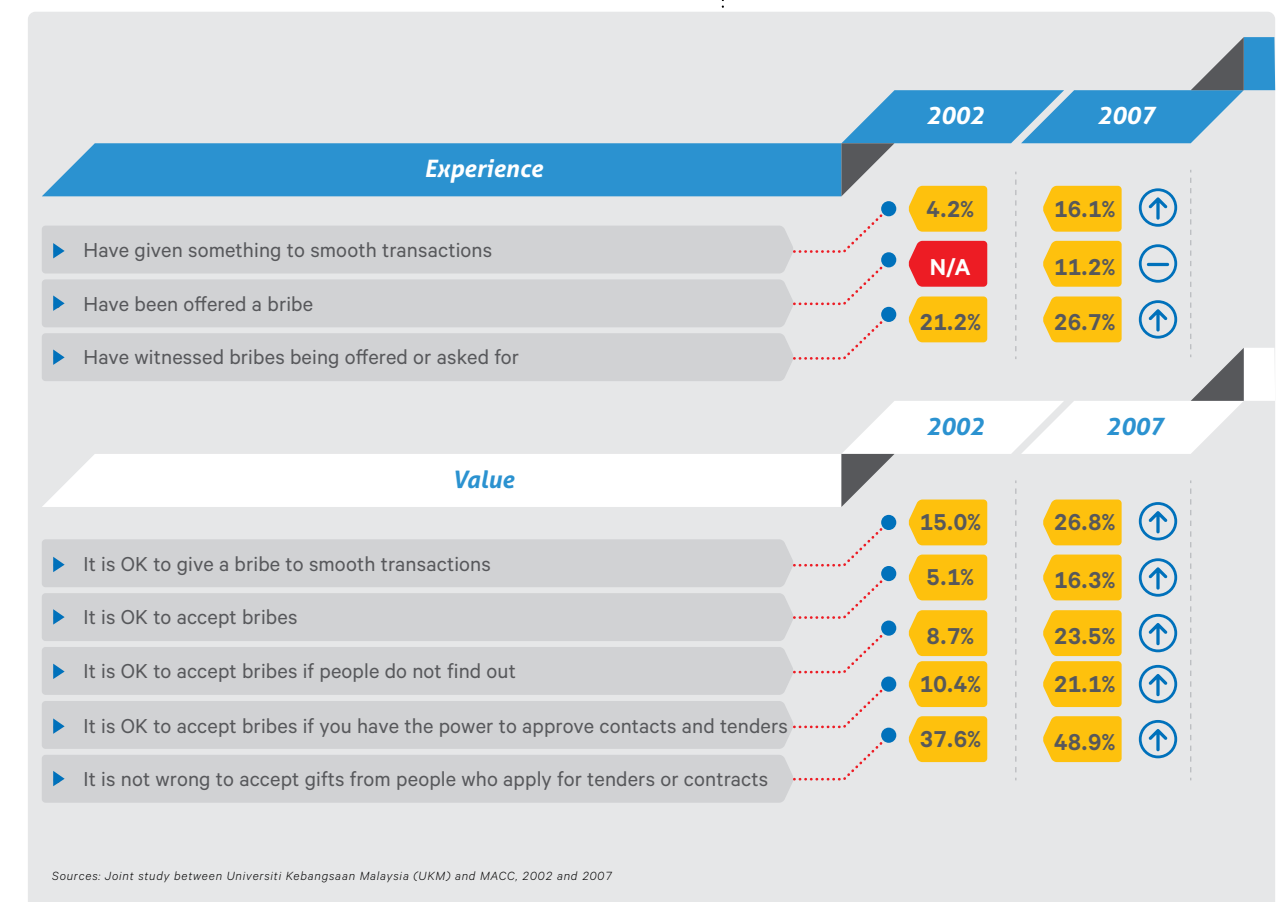 2002 2007
Experience
Have given something to smooth transactions 4.2% 16.1%
Have been offered a bribe N/A 11.2%
Have witnessed bribes being offered or asked for 21.2% 26.7%
2002 2007
Value
It is OK to give a bribe to smooth transactions 15.0% 26.8%
It is OK to accept bribes 5.1% 16.3%
It is OK to accept bribes if people do not find out 8.7% 23.5%
It is OK to accept bribes if you have the power to approve contacts and tenders 10.4% 21.1%
It is not wrong to accept gifts from people who apply for tenders or contracts 37.6% 48.9%
Sources: Joint study between Universiti Kebangsaan Malaysia (UKM) and MACC, 2002 and 2007